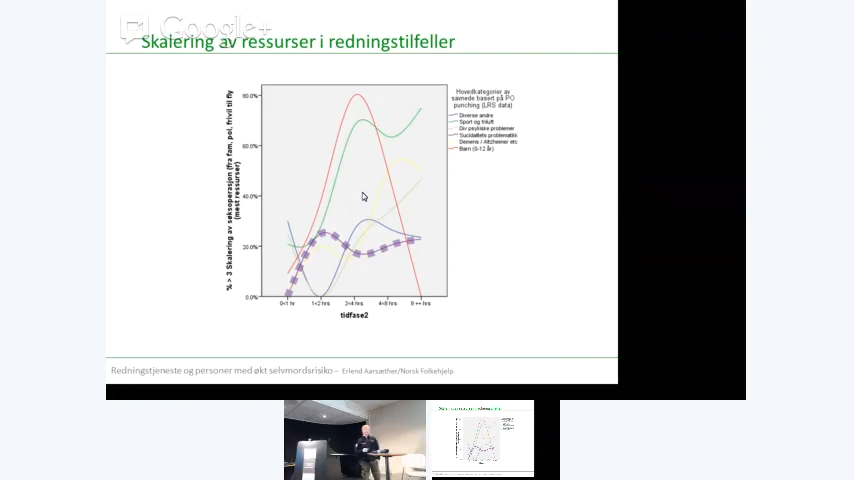 Google+
Skalering av ressurser i redningstilfeller
% > 3 Skalering av søksoperasjon (fra fam, pol, frivil til fly
(mest ressurser)
80.0%
60.0%
40.0%
20.0%
0.0%
0<1 hr
1<2 hrs
2<4 hrs
4<8 hrs
8 ++ hrs
tidfase2
Hovedkategorier av
savnede basert på PO
punching (LRS data)
Diverse andre
Sport og friluft
Div psykiske problemer
Suicidalitets problematikk
Demens / Altzheimer etc
Barn (0-12 år)
Redningstjeneste og personer med økt selvmordsrisiko – Erlend Aarsæther/Norsk Folkehjelp